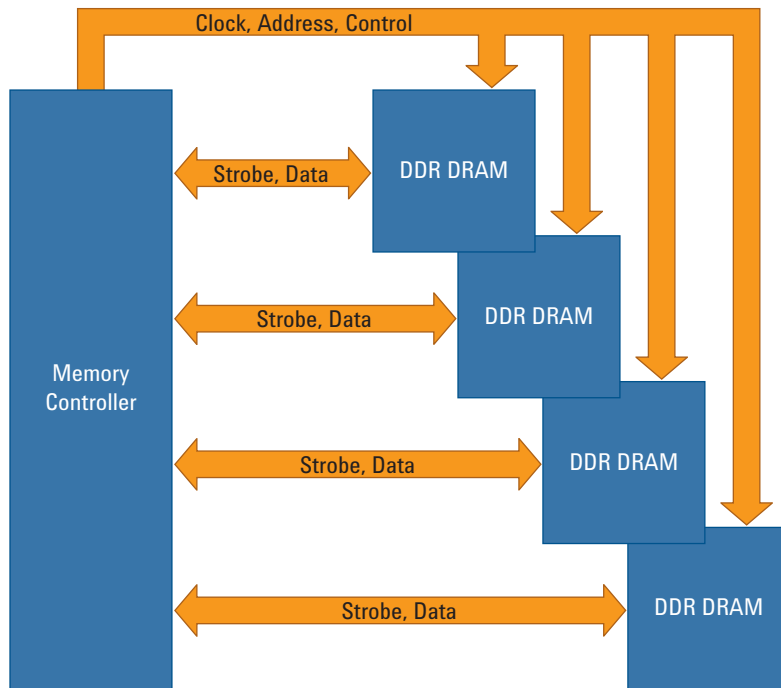 Clock, Address, Control
Strobe, Data
DDR DRAM
Strobe, Data
DDR DRAM
Memory
Controller
Strobe, Data
DDR DRAM
Strobe, Data
DDR DRAM